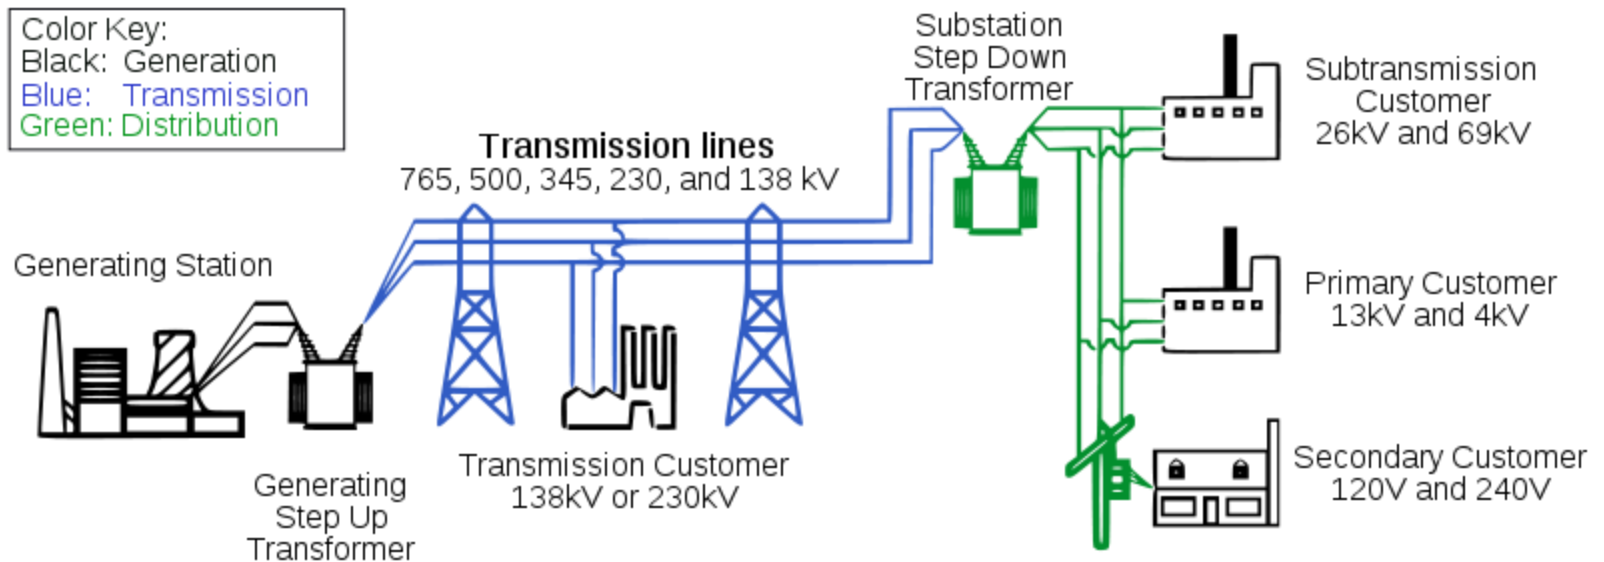 Color Key:
Black: Generation
Blue: Transmission
Green: Distribution
Substation
Step Down
Transformer
Subtransmission
Customer
26kV and 69kV
Transmission lines
765, 500, 345, 230, and 138 kV
Generating Station
Primary Customer
13kV and 4kV
Transmission Customer
138kV or 230kV
Secondary Customer
120V and 240V
Generating
Step Up
Transformer